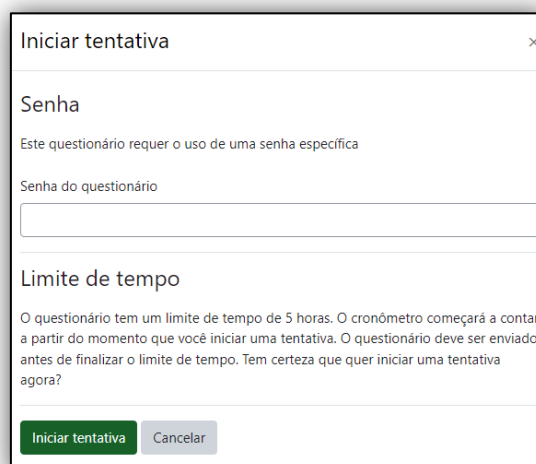 Iniciar tentativa ×
Senha
Este questionário requer o uso de uma senha específica
Senha do questionário
Limite de tempo
O questionário tem um limite de tempo de 5 horas. O cronômetro começará a contar
a partir do momento que você iniciar uma tentativa. O questionário deve ser enviado
antes de finalizar o limite de tempo. Tem certeza que quer iniciar uma tentativa
agora?
Iniciar tentativa Cancelar